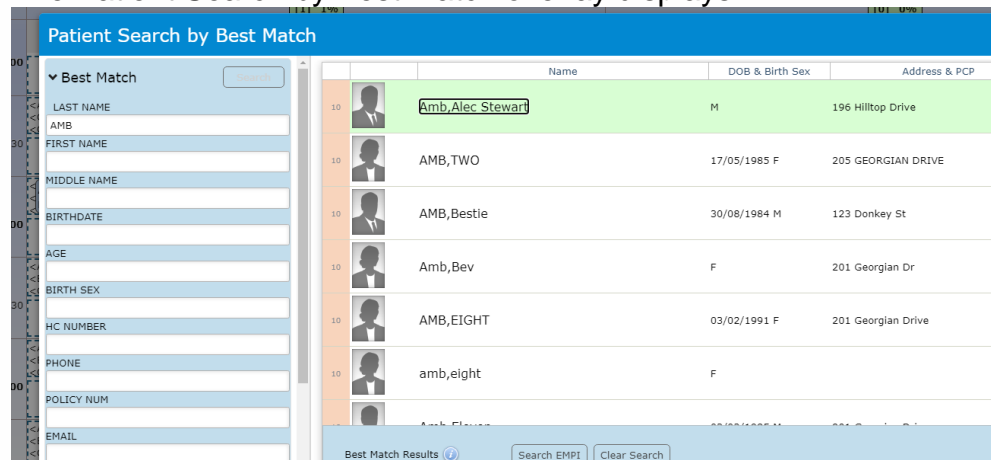 [1] 1%
[0] 0%
Patient Search by Best Match
Best Match
Search
LAST NAME
AMB
FIRST NAME
MIDDLE NAME
BIRTHDATE
AGE
BIRTH SEX
HC NUMBER
PHONE
POLICY NUM
EMAIL
Name DOB & Birth Sex Address & PCP
10 Amb,Alec Stewart M 196 Hilltop Drive
10 AMB,TWO 17/05/1985 F 205 GEORGIAN DRIVE
10 AMB,Bestie 30/08/1984 M 123 Donkey St
10 Amb,Bev F 201 Georgian Dr
10 AMB,EIGHT 03/02/1991 F 201 Georgian Drive
10 amb,eight F
Best Match Results
Search EMPI
Clear Search